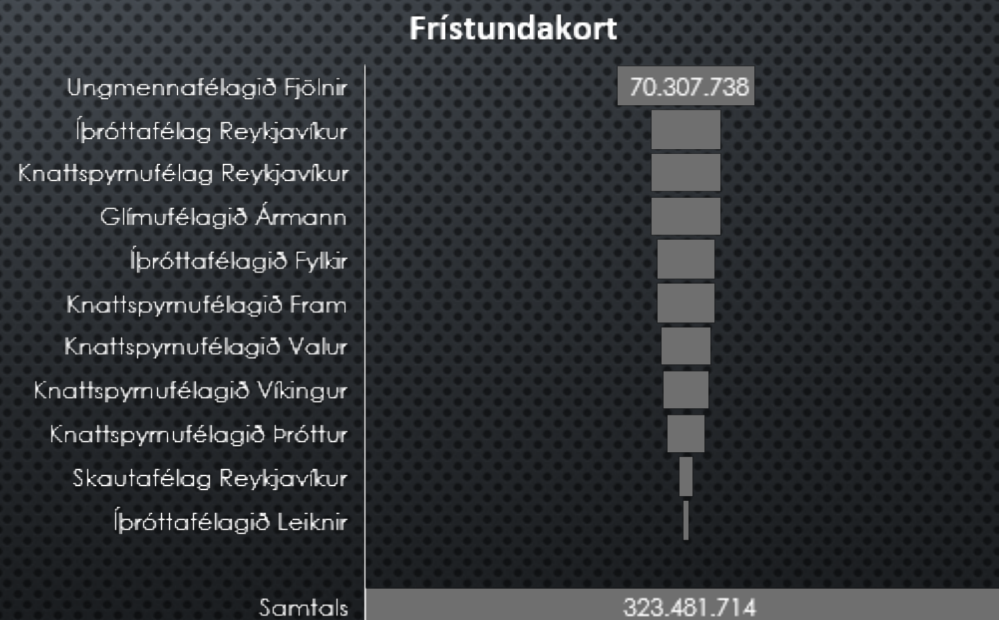 Frístundakort
Ungmennafélagið Fjölnir 70.307.738
Íþróttafélag Reykjavíkur
Knattspyrnufélag Reykjavíkur
Glímufélagið Ármann
Íþróttafélagið Fylkir
Knattspyrnufélagið Fram
Knattspyrnufélagið Valur
Knattspyrnufélagið Víkingur
Knattspyrnufélagið Þróttur
Skautafélag Reykjavíkur
Íþróttafélagið Leiknir
Samtals 323.481.714